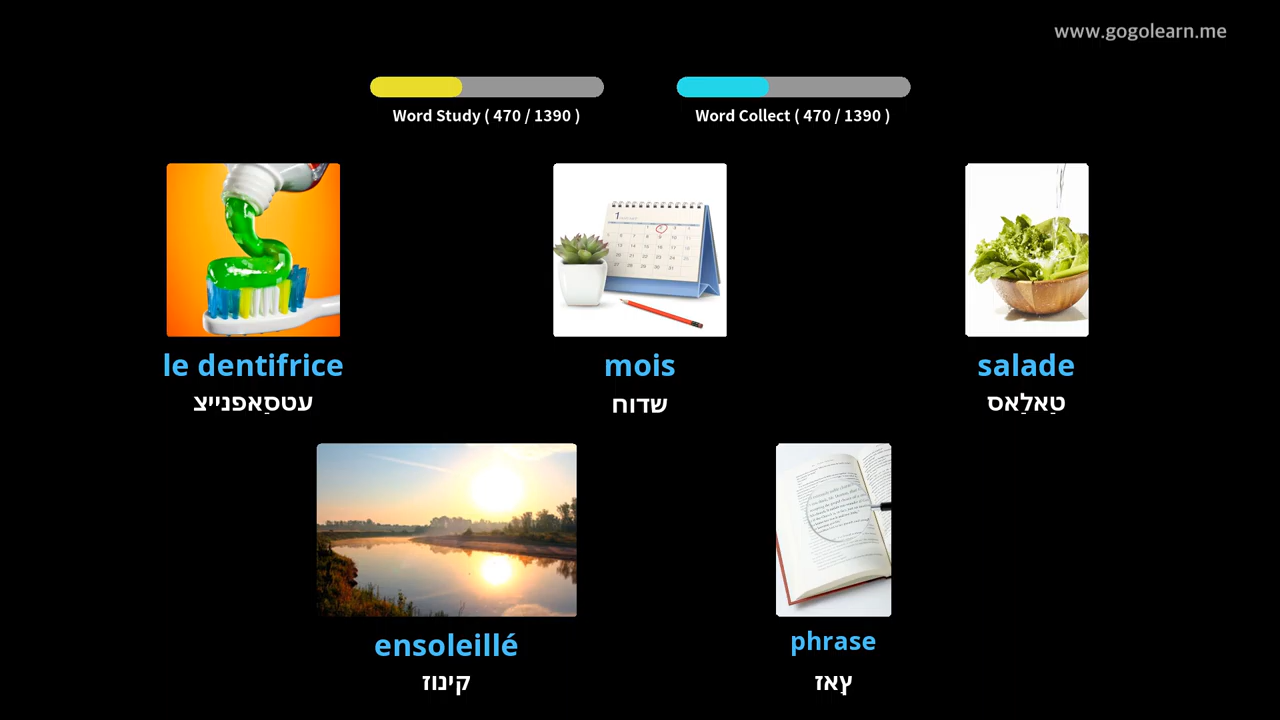 www.gogolearn.me
Word Study ( 470 / 1390 )
Word Collect ( 470 / 1390 )
le dentifrice
עטסַאפנייצ
mois
שדוח
salade
טַאלַאס
ensoleillé
קינוז
phrase
ץַאז